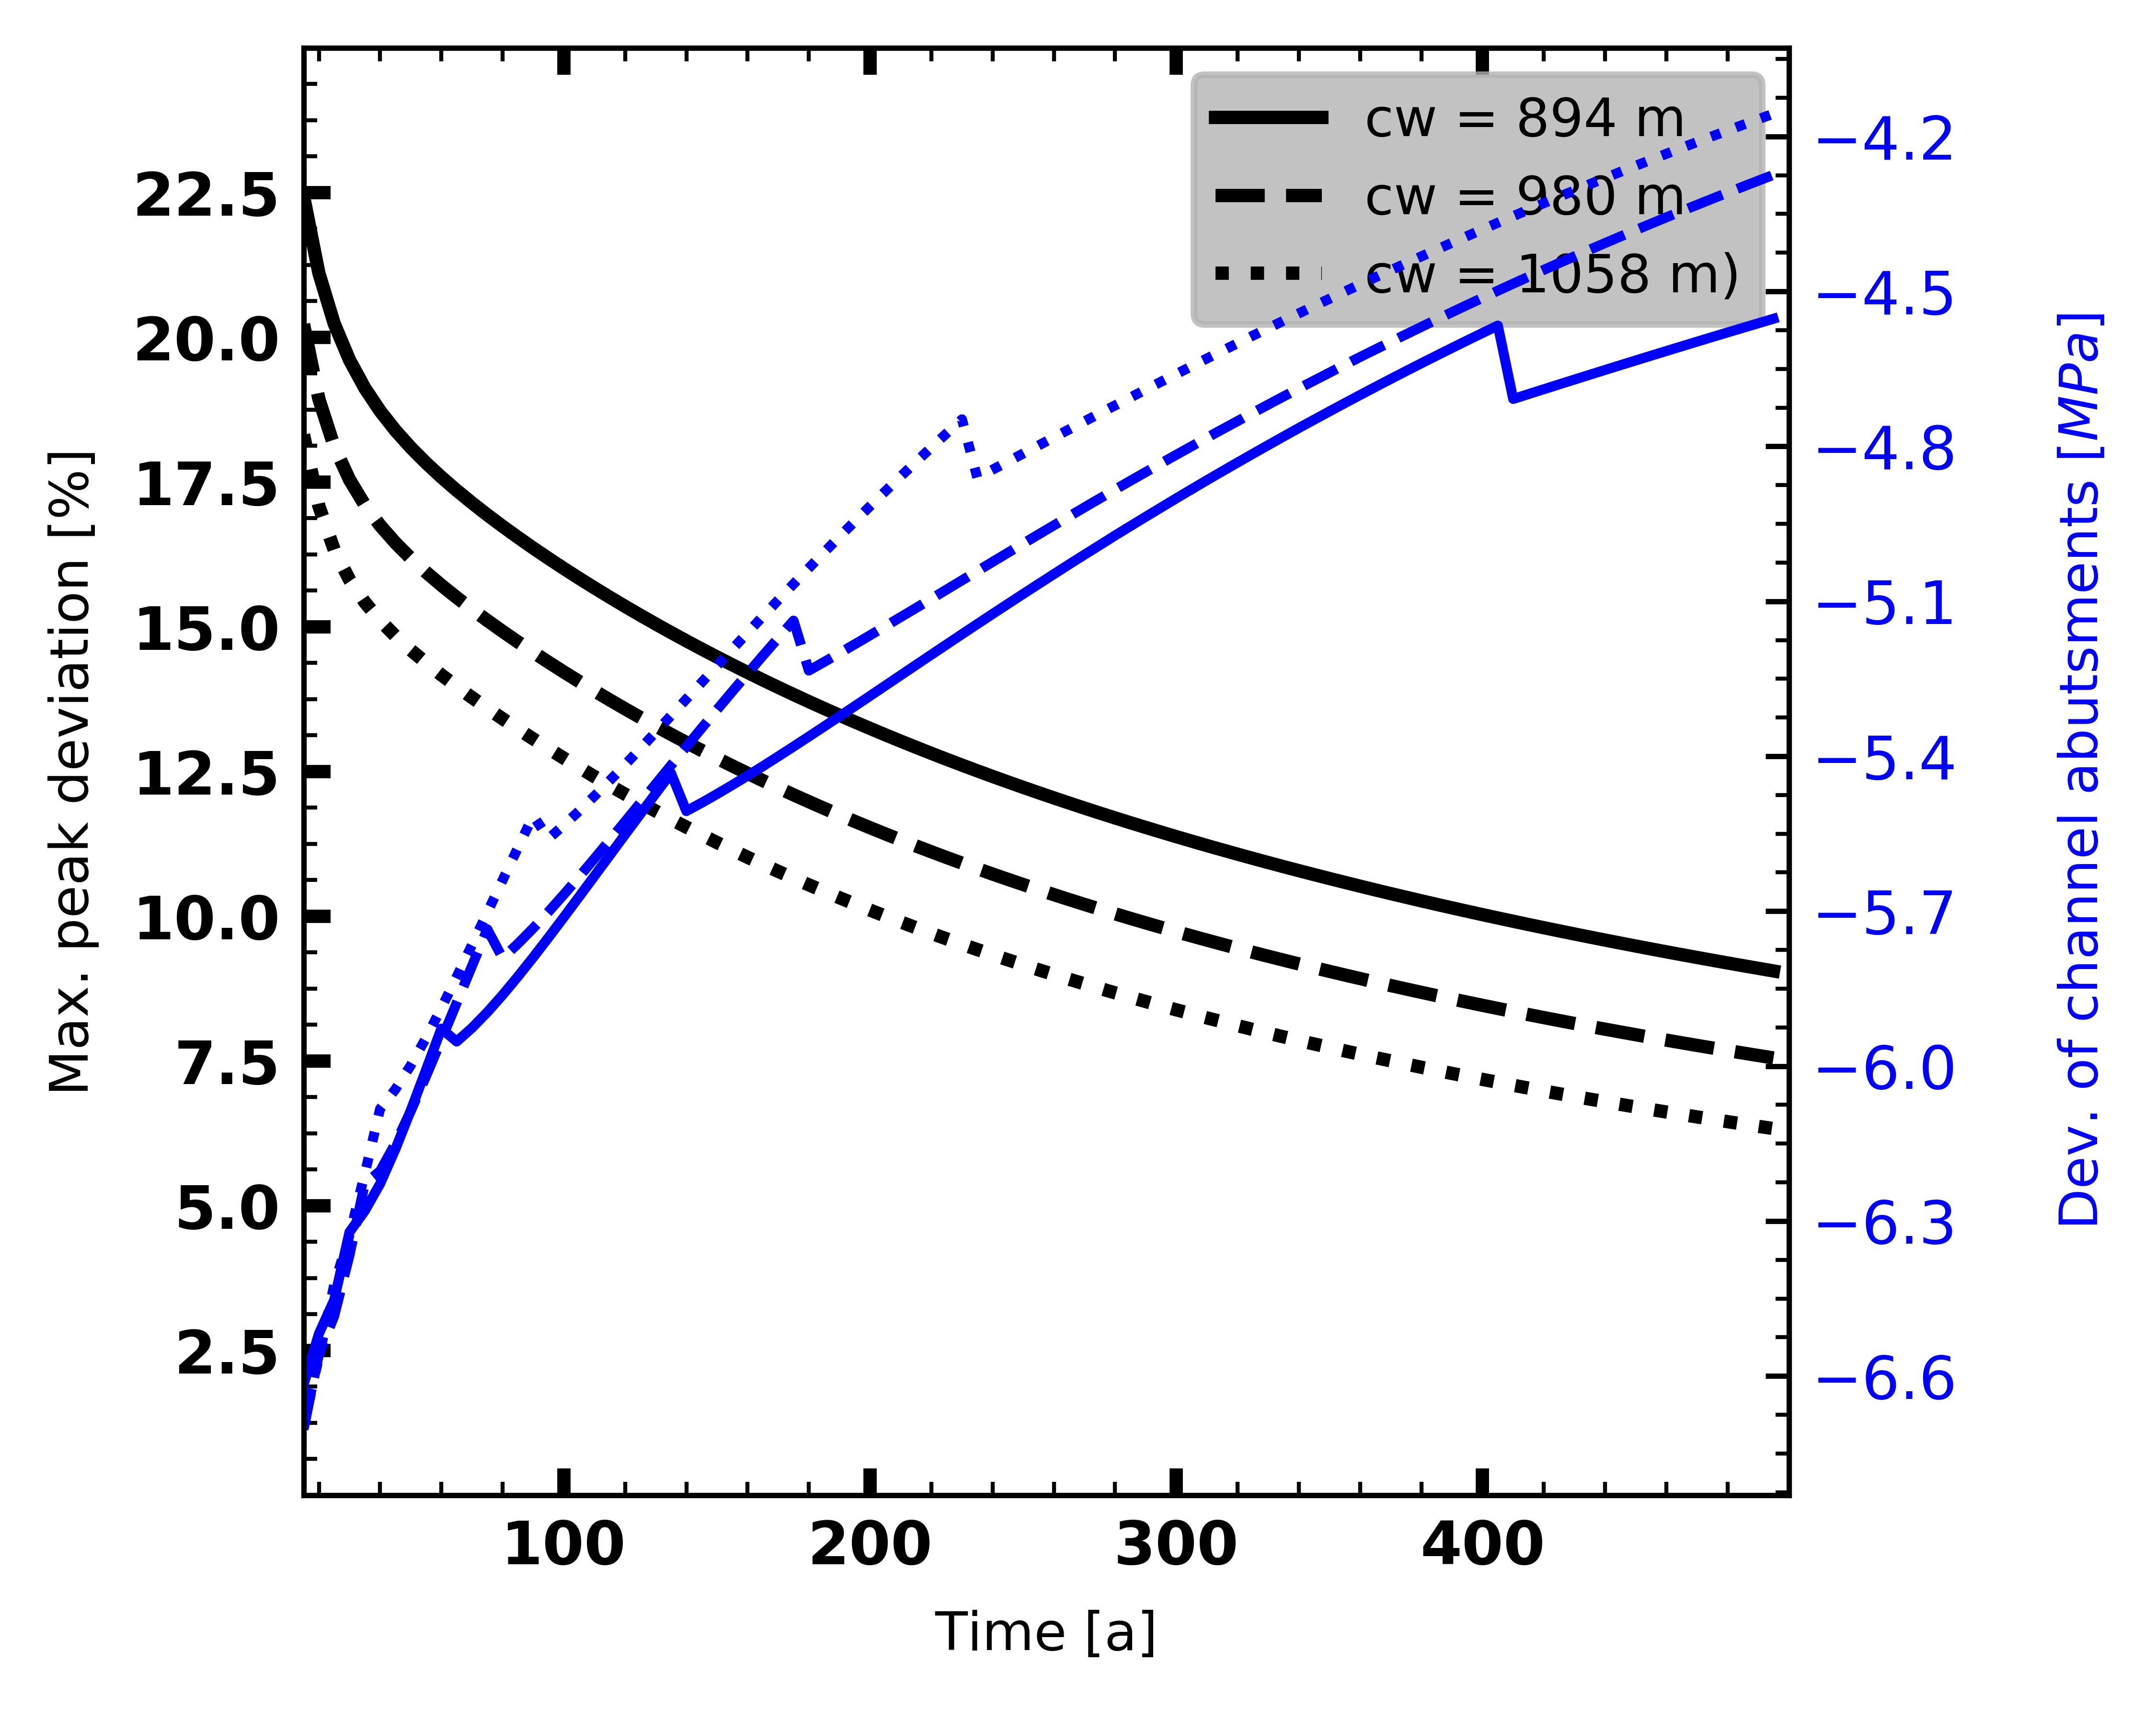 cw = 894 m
cw = 980 m
cw = 1058 m)
Max. peak deviation [%]
22.5
20.0
17.5
15.0
12.5
10.0
7.5
5.0
2.5
−4.2
−4.5
−4.8
−5.1
−5.4
−5.7
−6.0
−6.3
−6.6
Dev. of channel abutsments [MPa]
100 200 300 400
Time [a]